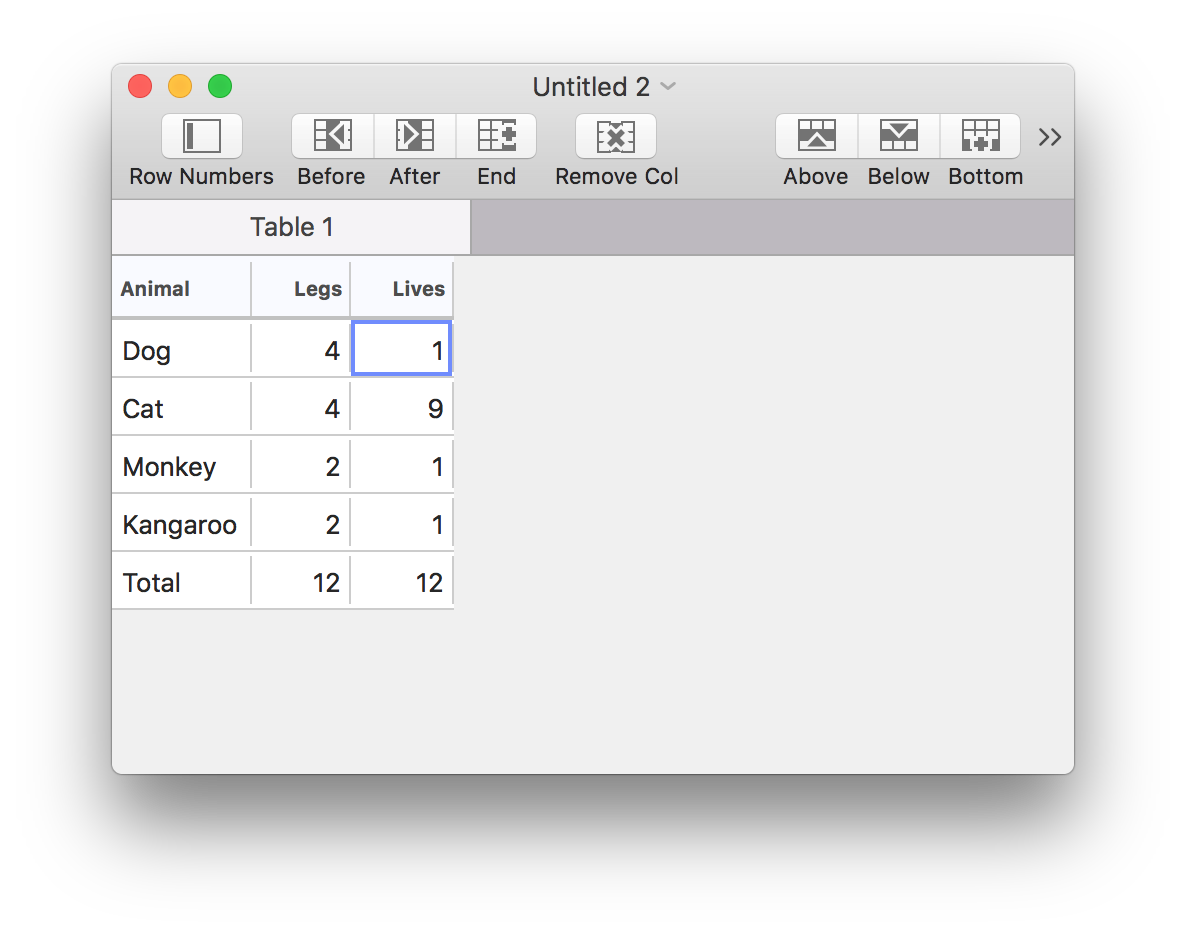 Untitled 2
Row Numbers Before After End Remove Col Above Below Bottom
Table 1
Animal Legs Lives
Dog 4 1
Cat 4 9
Monkey 2 1
Kangaroo 2 1
Total 12 12